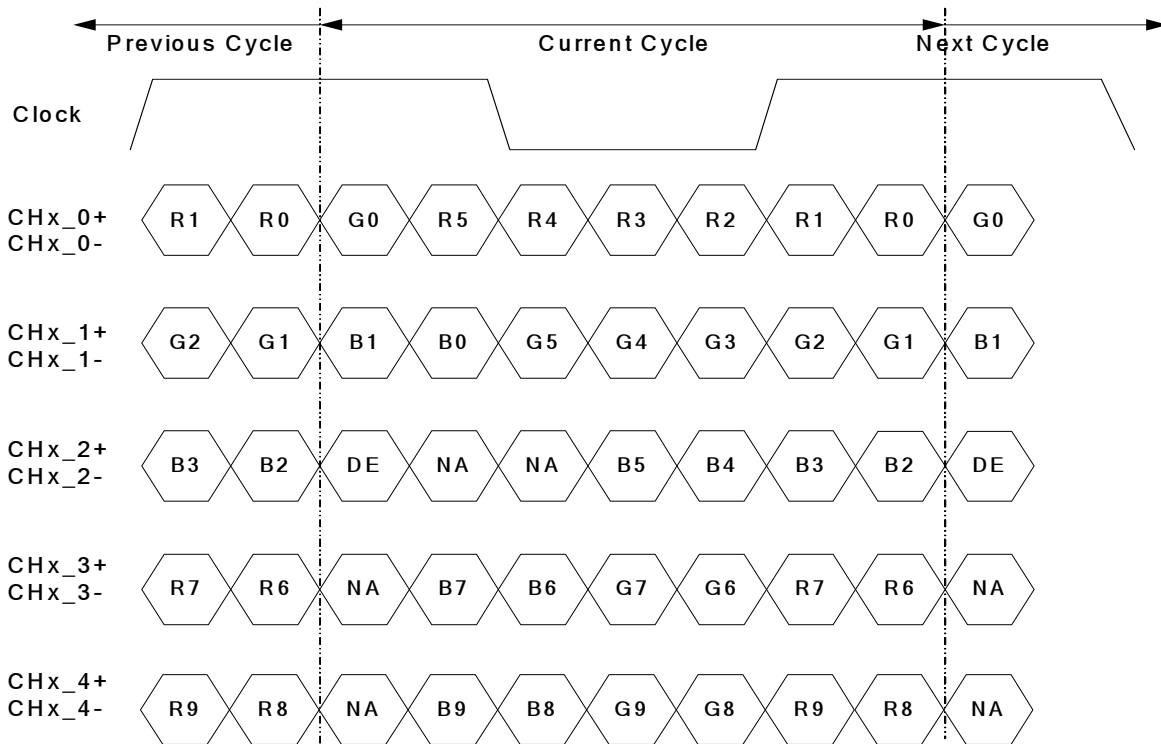 Previous Cycle Current Cycle Next Cycle
Clock
CHx_0+
CHx_0-
R1 R0 G0 R5 R4 R3 R2 R1 R0 G0
CHx_1+
CHx_1-
G2 G1 B1 B0 G5 G4 G3 G2 G1 B1
CHx_2+
CHx_2-
B3 B2 DE NA NA B5 B4 B3 B2 DE
CHx_3+
CHx_3-
R7 R6 NA B7 B6 G7 G6 R7 R6 NA
CHx_4+
CHx_4-
R9 R8 NA B9 B8 G9 G8 R9 R8 NA